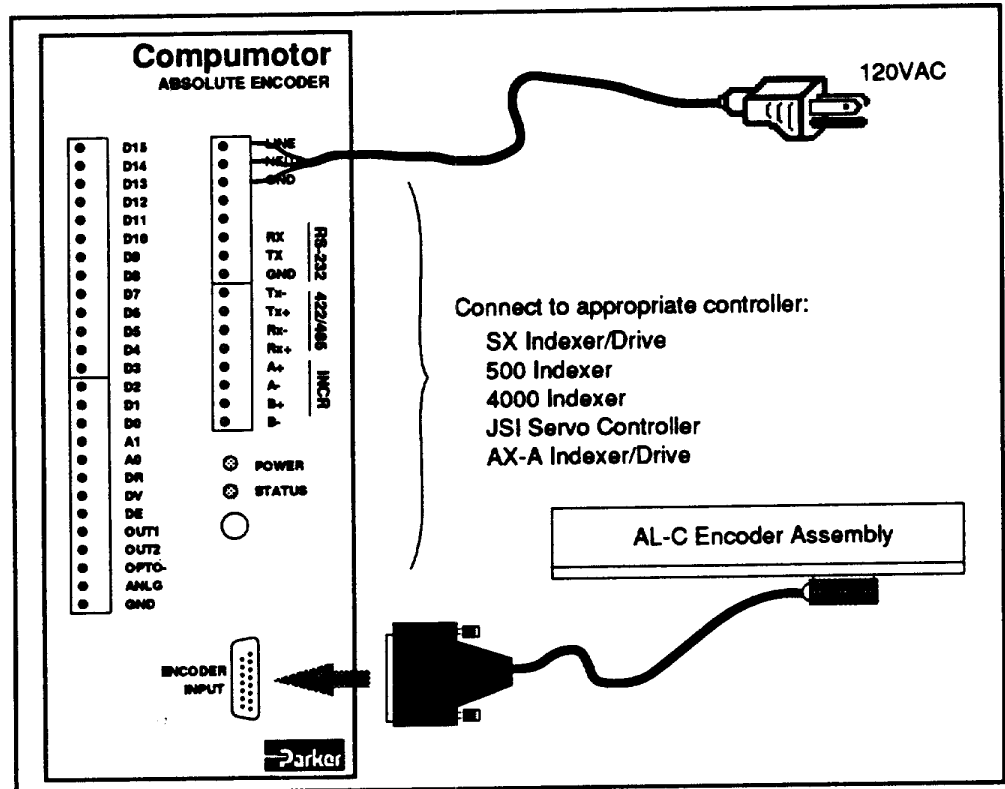 Compumotor
ABSOLUTE ENCODER
120VAC
D15
D14
D13
D12
D11
D10
D9
D8
D7
D6
D5
D4
D3
D2
D1
D0
A1
A0
DR
DV
DE
OUT1
OUT2
OPTO-
ANLG
GND
LINE
GND
RX
TX
GND
Tx-
Tx+
Rx-
Rx+
A+
A-
B+
B-
RS-232
422/485
INCR
POWER
STATUS
Connect to appropriate controller:
SX Indexer/Drive
500 Indexer
4000 Indexer
JSI Servo Controller
AX-A Indexer/Drive
AL-C Encoder Assembly
ENCODER
INPUT
Parker